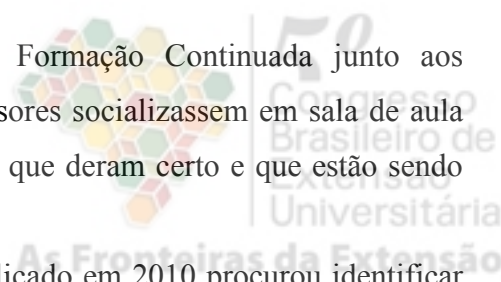 Formação Continuada junto aos
sores socializassem em sala de aula
que deram certo e que estão sendo
licado em 2010 procurou identificar
5º
Congresso
Brasileiro de
Extensão
Universitária
As Fronteiras da Extensão